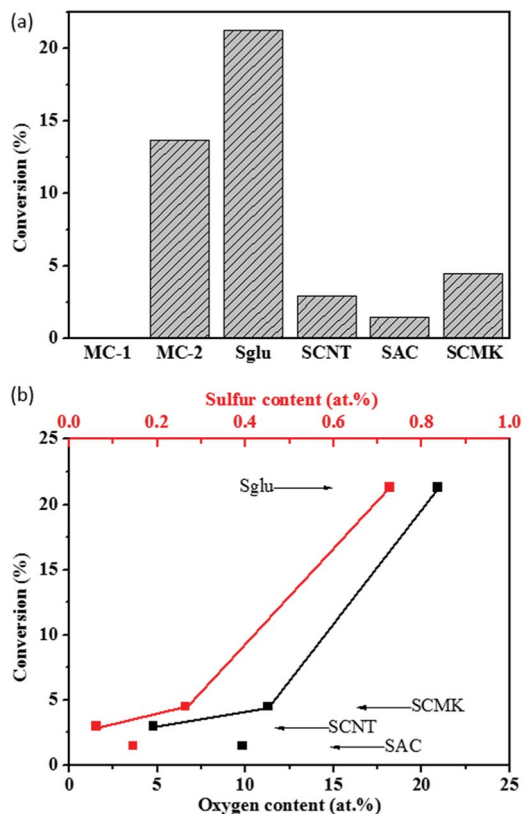 (a)
20
15
10
5
0
Conversion (%)
MC-1 MC-2 Sglu SCNT SAC SCMK
(b)
Sulfur content (at.%)
0.0 0.2 0.4 0.6 0.8 1.0
25
20
15
10
5
0
Conversion (%)
Sglu
SCMK
SCNT
SAC
0 5 10 15 20 25
Oxygen content (at.%)